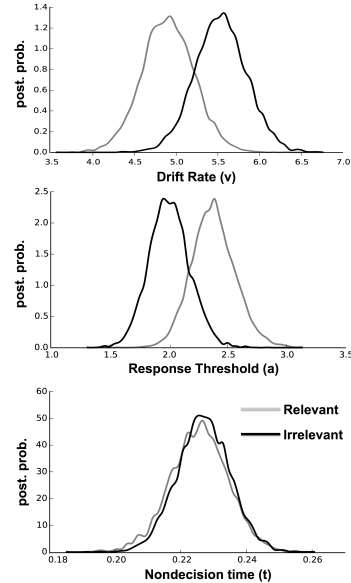 1.4
1.2
1.0
0.8
0.6
0.4
0.2
0.0
post. prob.
3.5 4.0 4.5 5.0 5.5 6.0 6.5 7.0
Drift Rate (v)
2.5
2.0
1.5
1.0
0.5
0.0
post. prob.
1.0 1.5 2.0 2.5 3.0 3.5
Response Threshold (a)
60
50
40
30
20
10
0
post. prob.
Relevant
Irrelevant
0.18 0.20 0.22 0.24 0.26
Nondecision time (t)